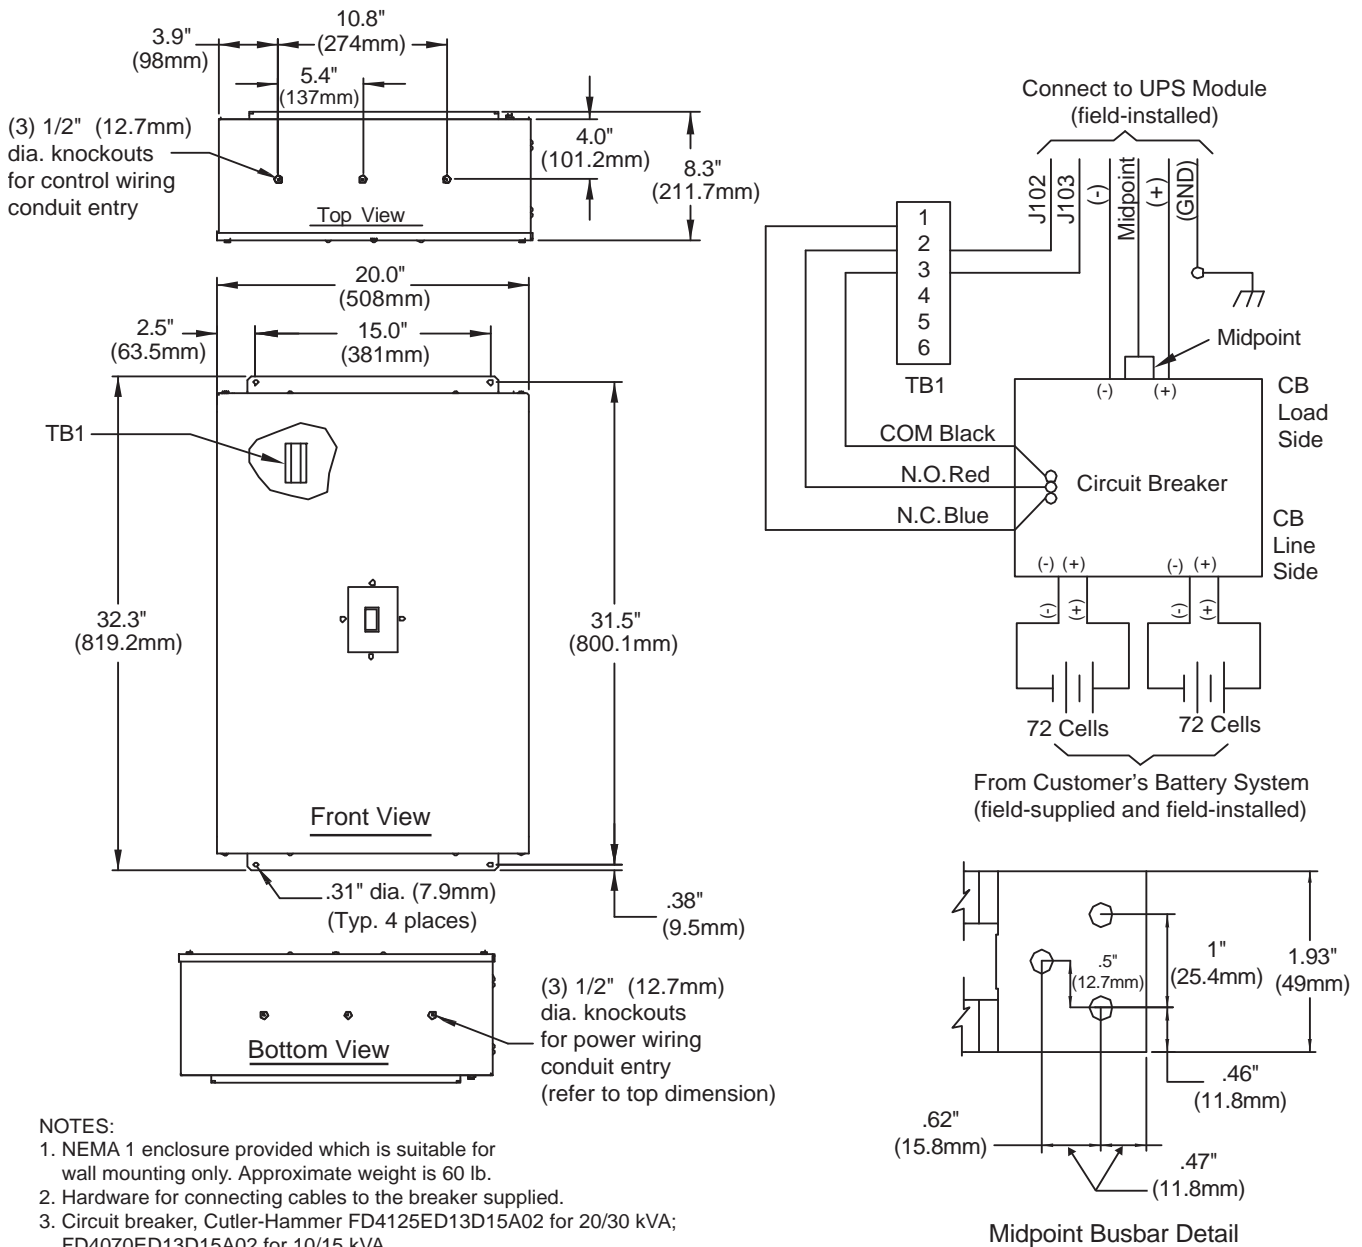 3.9"
(98mm)
10.8"
(274mm)
5.4"
(137mm)
(3) 1/2" (12.7mm)
dia. knockouts
for control wiring
conduit entry
4.0"
(101.2mm)
8.3"
(211.7mm)
Top View
20.0"
(508mm)
2.5"
(63.5mm)
15.0"
(381mm)
TB1
32.3"
(819.2mm)
31.5"
(800.1mm)
Front View
.31" dia. (7.9mm)
(Typ. 4 places)
.38"
(9.5mm)
(3) 1/2" (12.7mm)
dia. knockouts
for power wiring
conduit entry
(refer to top dimension)
Bottom View
NOTES:
1. NEMA 1 enclosure provided which is suitable for
wall mounting only. Approximate weight is 60 lb.
2. Hardware for connecting cables to the breaker supplied.
3. Circuit breaker, Cutler-Hammer FD4125ED13D15A02 for 20/30 kVA;
FD4070ED13D15A02 for 10/15 kVA
Connect to UPS Module
(field-installed)
J102
J103
(-)
Midpoint
(+)
(GND)
1
2
3
4
5
6
TB1
Midpoint
(-)
(+)
CB
Load
Side
COM Black
N.O. Red
N.C. Blue
Circuit Breaker
CB
Line
Side
(-) (+)
(-) (+)
(-)
(+)
(-)
(+)
72 Cells
72 Cells
From Customer's Battery System
(field-supplied and field-installed)
.5"
(12.7mm)
1"
(25.4mm)
1.93"
(49mm)
.46"
(11.8mm)
.62"
(15.8mm)
.47"
(11.8mm)
Midpoint Busbar Detail